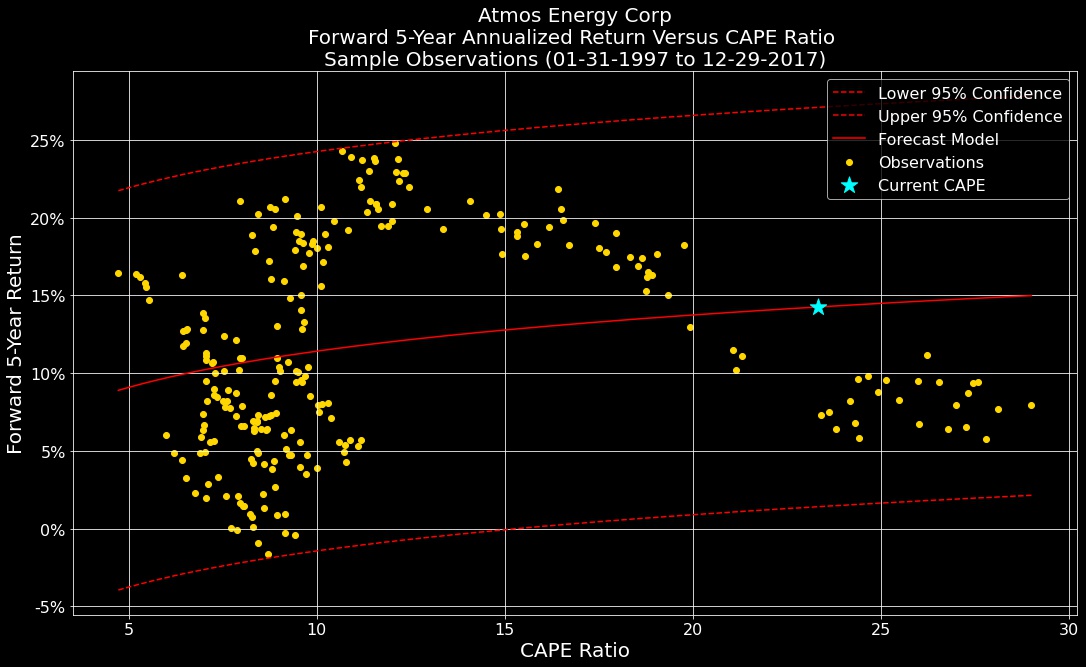 Atmos Energy Corp
Forward 5-Year Annualized Return Versus CAPE Ratio
Sample Observations (01-31-1997 to 12-29-2017)
Lower 95% Confidence
Upper 95% Confidence
Forecast Model
Observations
Current CAPE
Forward 5-Year Return
25%
20%
15%
10%
5%
0%
-5%
5 10 15 20 25 30
CAPE Ratio